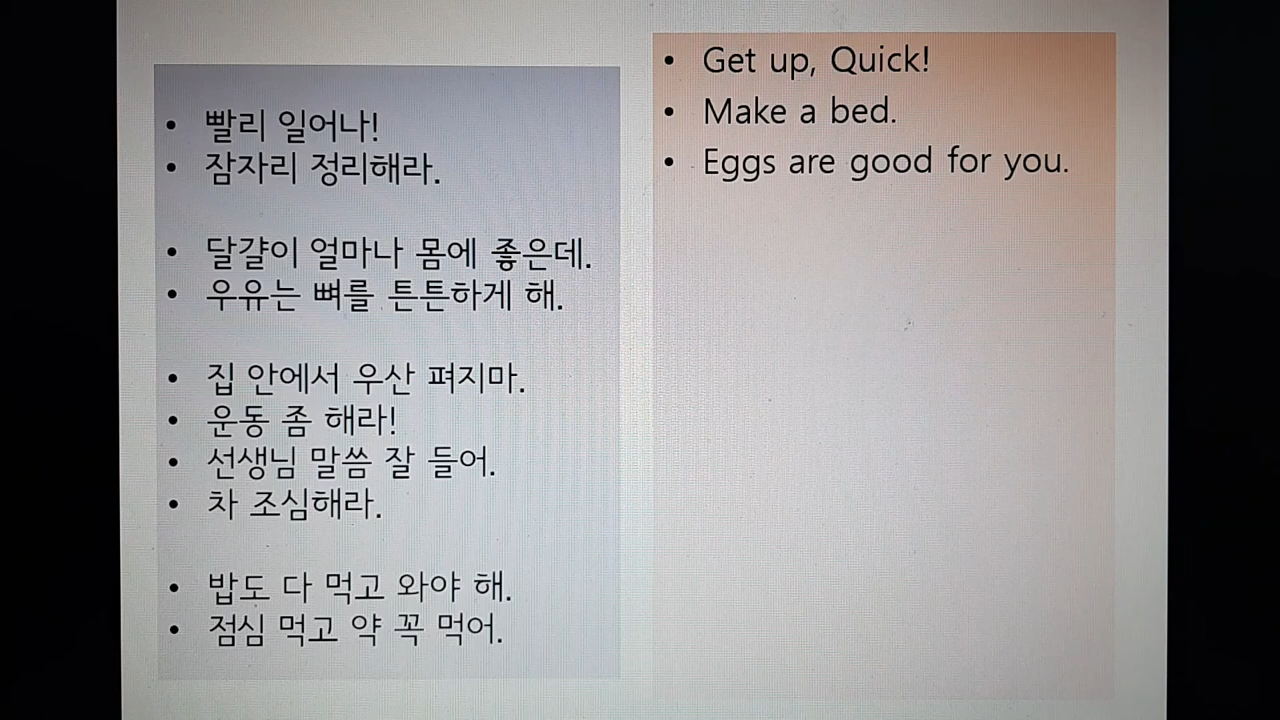 • 빨리 일어나!
• 잠자리 정리해라.
• 달걀이 얼마나 몸에 좋은데.
• 우유는 뼈를 튼튼하게 해.
• 집 안에서 우산 펴지마.
• 운동 좀 해라!
• 선생님 말씀 잘 들어.
• 차 조심해라.
• 밥도 다 먹고 와야 해.
• 점심 먹고 약 꼭 먹어.
• Get up, Quick!
• Make a bed.
• Eggs are good for you.